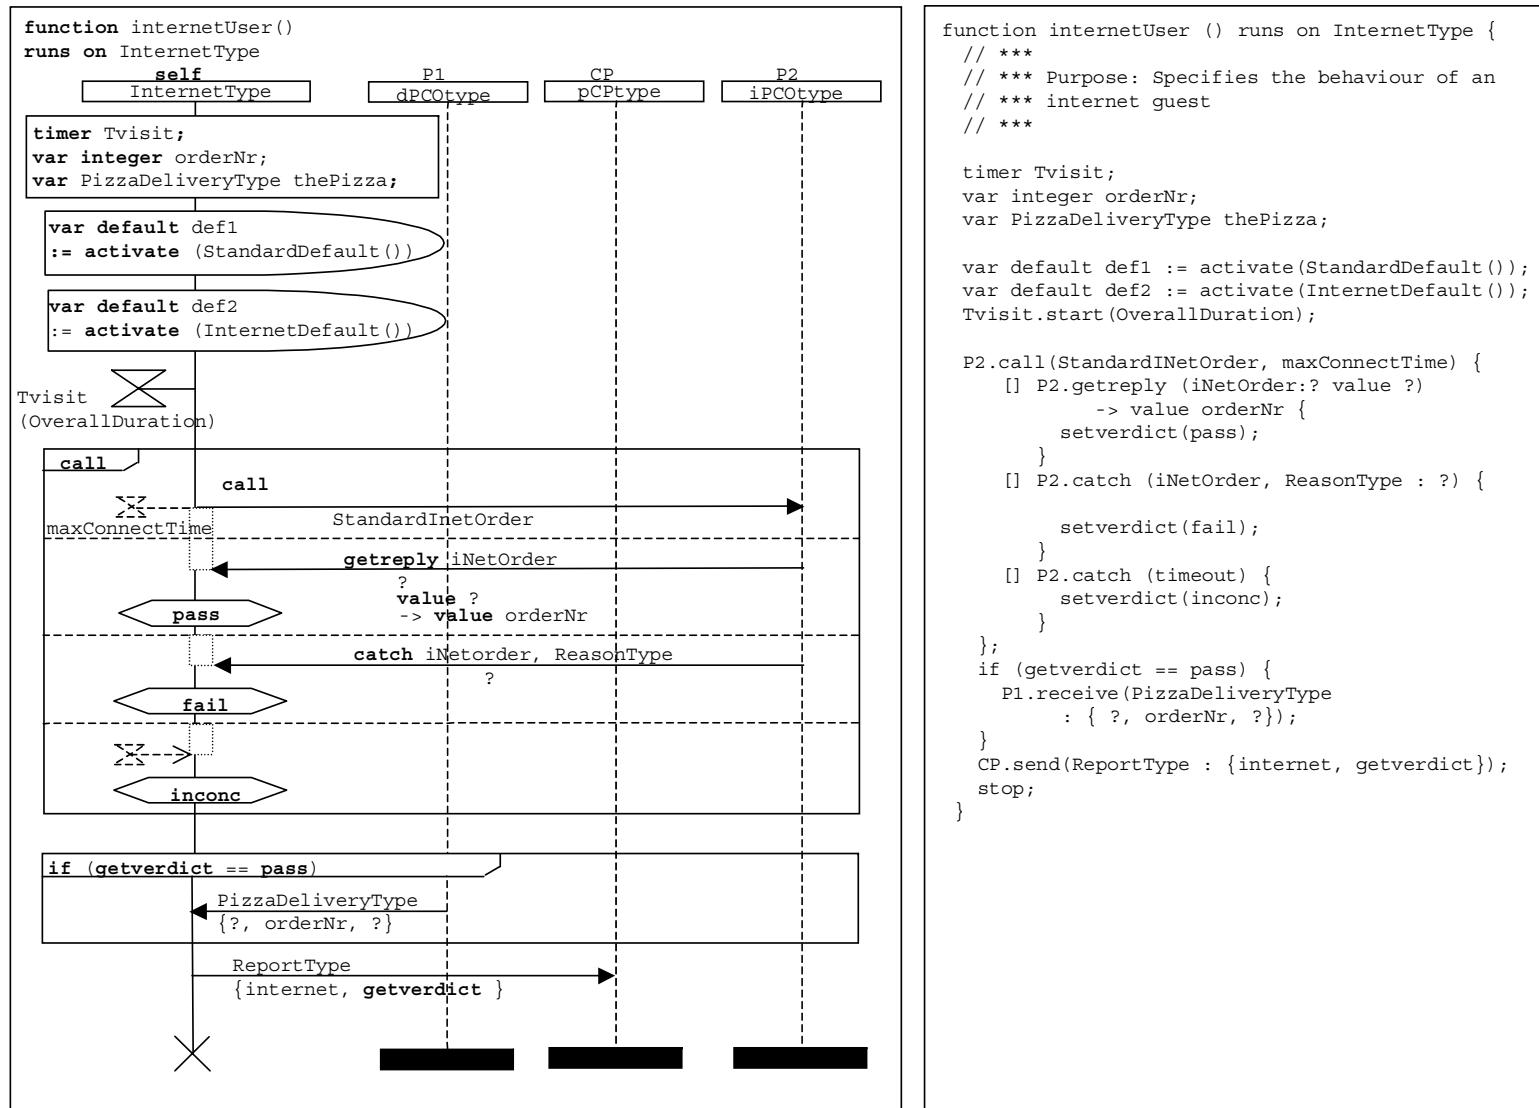 function internetUser()
runs on InternetType
self P1 CP P2
InternetType dPCOtype pCPtype iPCOtype
timer Tvisit;
var integer orderNr;
var PizzaDeliveryType thePizza;
var default def1
:= activate (StandardDefault())
var default def2
:= activate (InternetDefault())
Tvisit
(OverallDuration)
call
call
maxConnectTime StandardInetOrder
getreply iNetOrder
?
value ?
-> value orderNr
pass
catch iNetorder, ReasonType
?
fail
inconc
if (getverdict == pass)
PizzaDeliveryType
{?, orderNr, ?}
ReportType
{internet, getverdict }
function internetUser () runs on InternetType {
// ***
// *** Purpose: Specifies the behaviour of an
// *** internet guest
// ***
timer Tvisit;
var integer orderNr;
var PizzaDeliveryType thePizza;
var default def1 := activate(StandardDefault());
var default def2 := activate(InternetDefault());
Tvisit.start(OverallDuration);
P2.call(StandardINetOrder, maxConnectTime) {
[] P2.getreply (iNetOrder:? value ?)
-> value orderNr {
setverdict(pass);
}
[] P2.catch (iNetOrder, ReasonType : ?) {
setverdict(fail);
}
[] P2.catch (timeout) {
setverdict(inconc);
}
};
if (getverdict == pass) {
P1.receive(PizzaDeliveryType
: { ?, orderNr, ?});
}
CP.send(ReportType : {internet, getverdict});
stop;
}